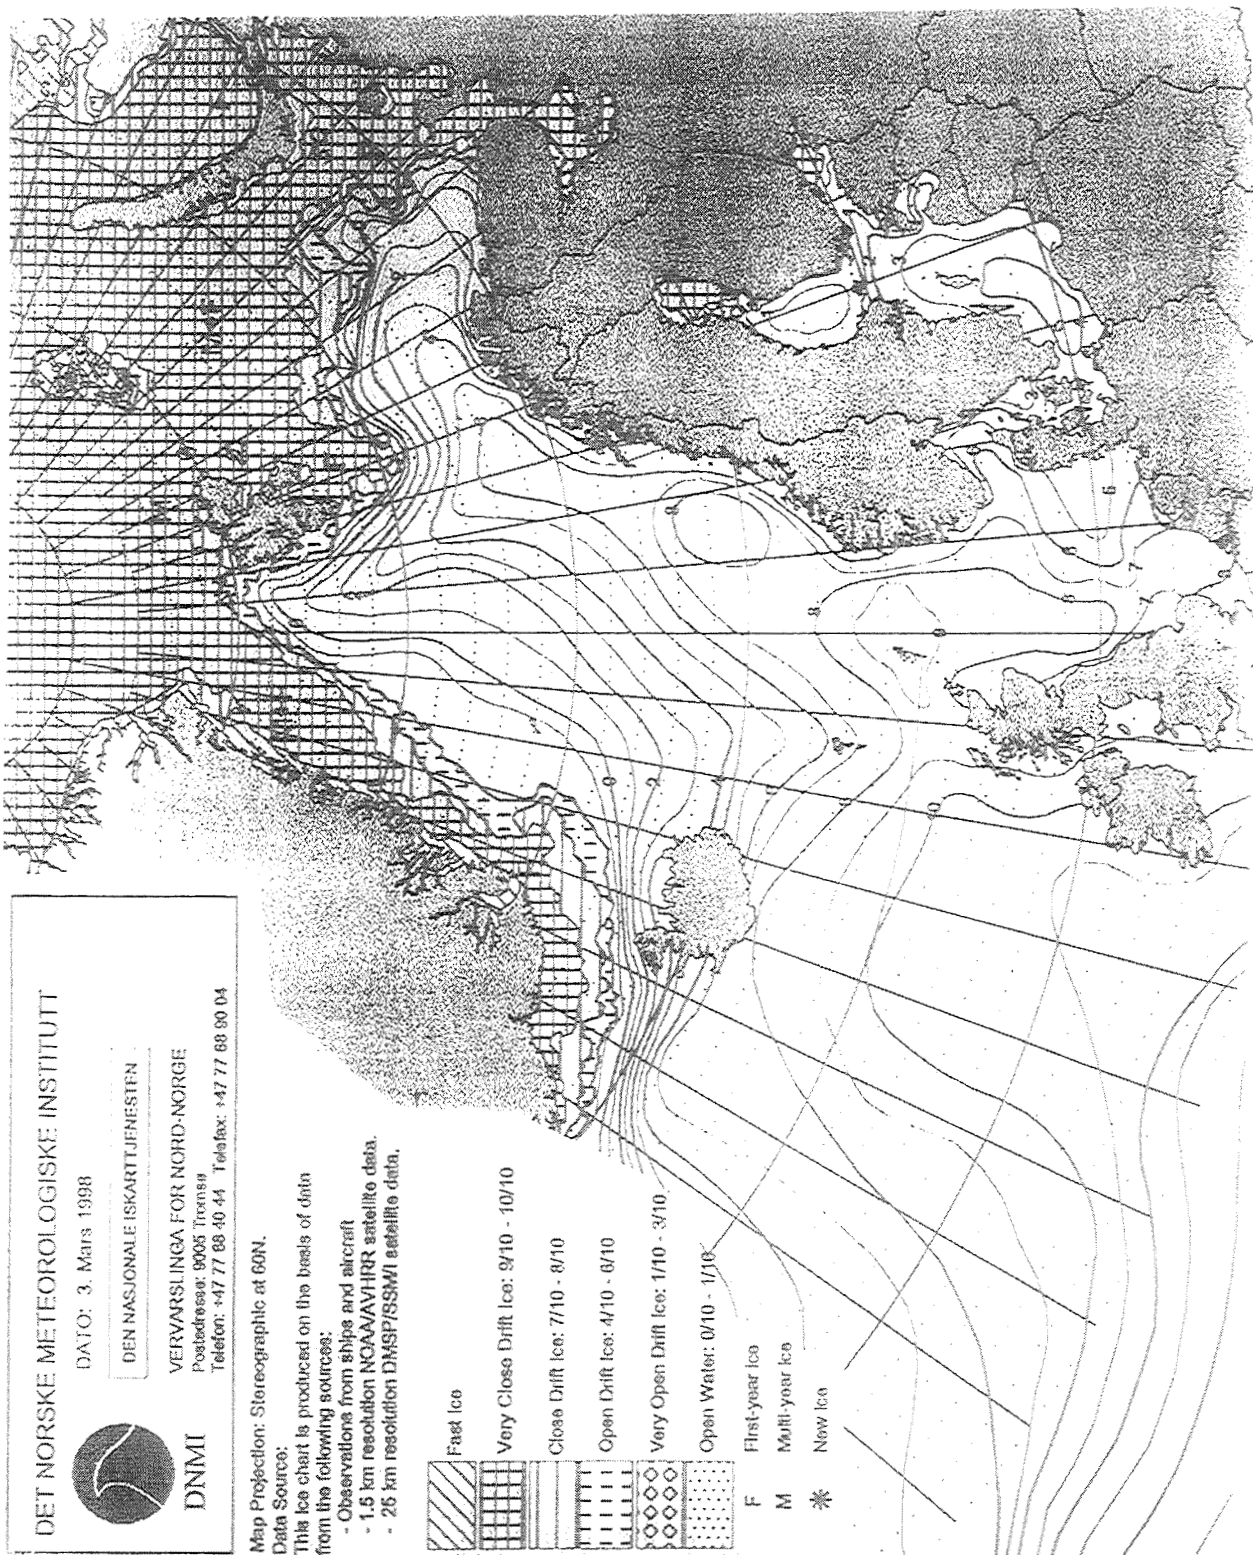 DET NORSKE METEOROLOGISKE INSTITUTT
DATO: 3. Mars 1998
DEN NASJONALE ISKARTTJENESTEN
VERVARSLINGA FOR NORD-NORGE
Postadresse: 9005 Tromsø
Telefon: +47 77 68 40 44 Telefax: +47 77 68 90 04
DNMI
Map Projection: Stereographic at 60N.
Data Source:
This ice chart is produced on the basis of data
from the following sources:
- Observations from ships and aircraft
- 1.5 km resolution NOAA/AVHRR satellite data.
- 25 km resolution DMSP/SSM/I satellite data.
Fast Ice
Very Close Drift Ice: 9/10 - 10/10
Close Drift Ice: 7/10 - 8/10
Open Drift Ice: 4/10 - 6/10
Very Open Drift Ice: 1/10 - 3/10
Open Water: 0/10 - 1/10
F First-year Ice
M Multi-year Ice
✳ New Ice